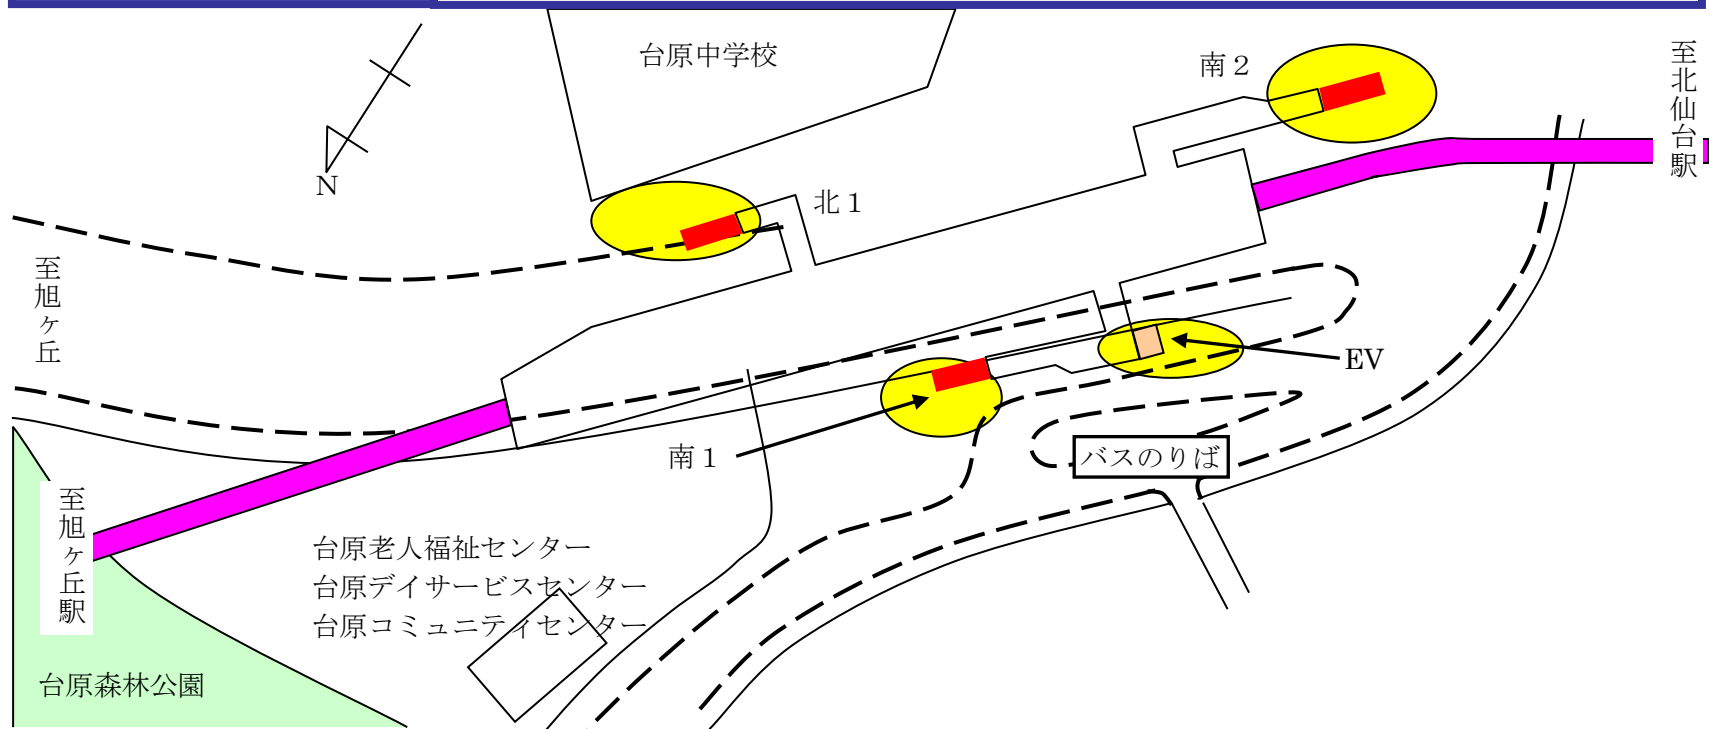 台原中学校
南２
至北仙台駅
N
北１
至旭ヶ丘
EV
南１
バスのりば
至旭ヶ丘駅
台原老人福祉センター
台原デイサービスセンター
台原コミュニティセンター
台原森林公園